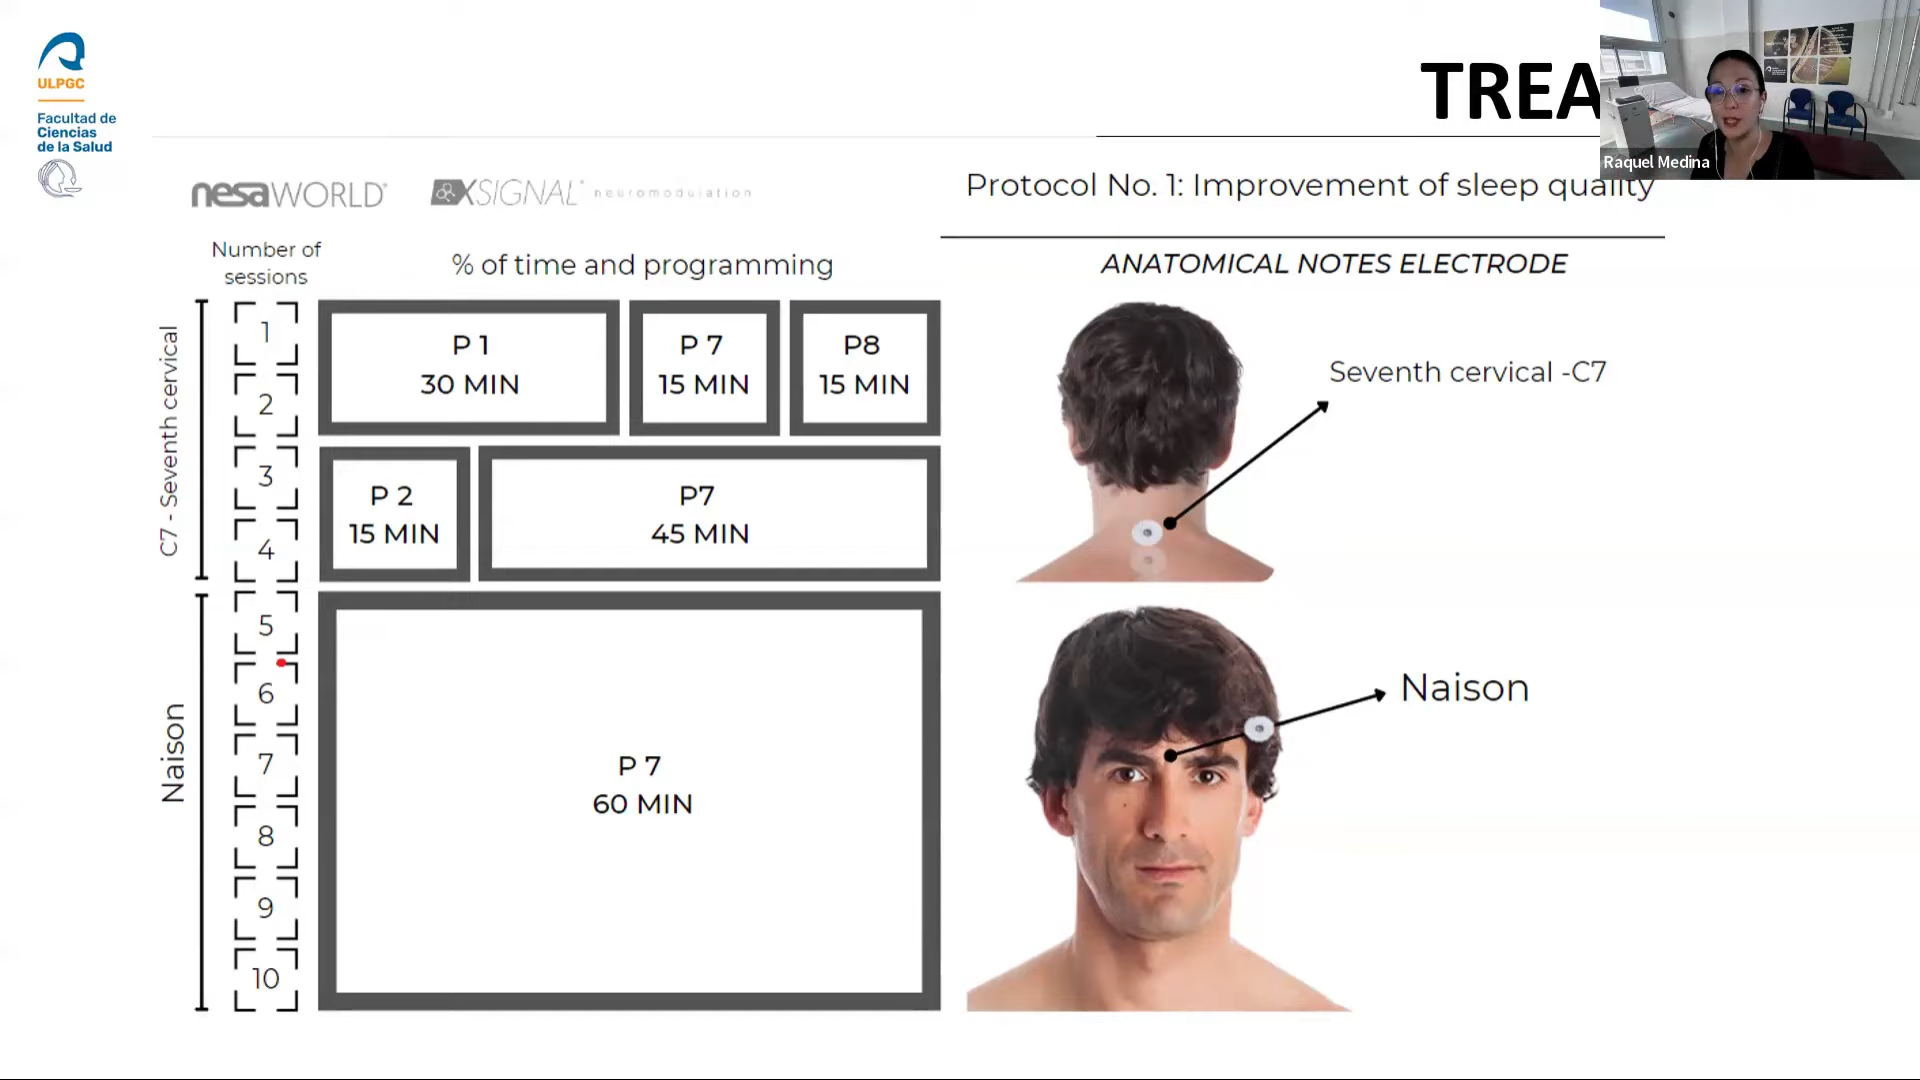 ULPGC
Facultad de
Ciencias
de la Salud
TREA
Raquel Medina
nesaWORLD®
XSIGNAL® neuromodulation
Protocol No. 1: Improvement of sleep quality
Number of
sessions
% of time and programming
ANATOMICAL NOTES ELECTRODE
C7 - Seventh cervical
1
2
3
4
P 1
30 MIN
P 7
15 MIN
P8
15 MIN
P 2
15 MIN
P7
45 MIN
Seventh cervical -C7
Naison
5
6
7
8
9
10
P 7
60 MIN
Naison